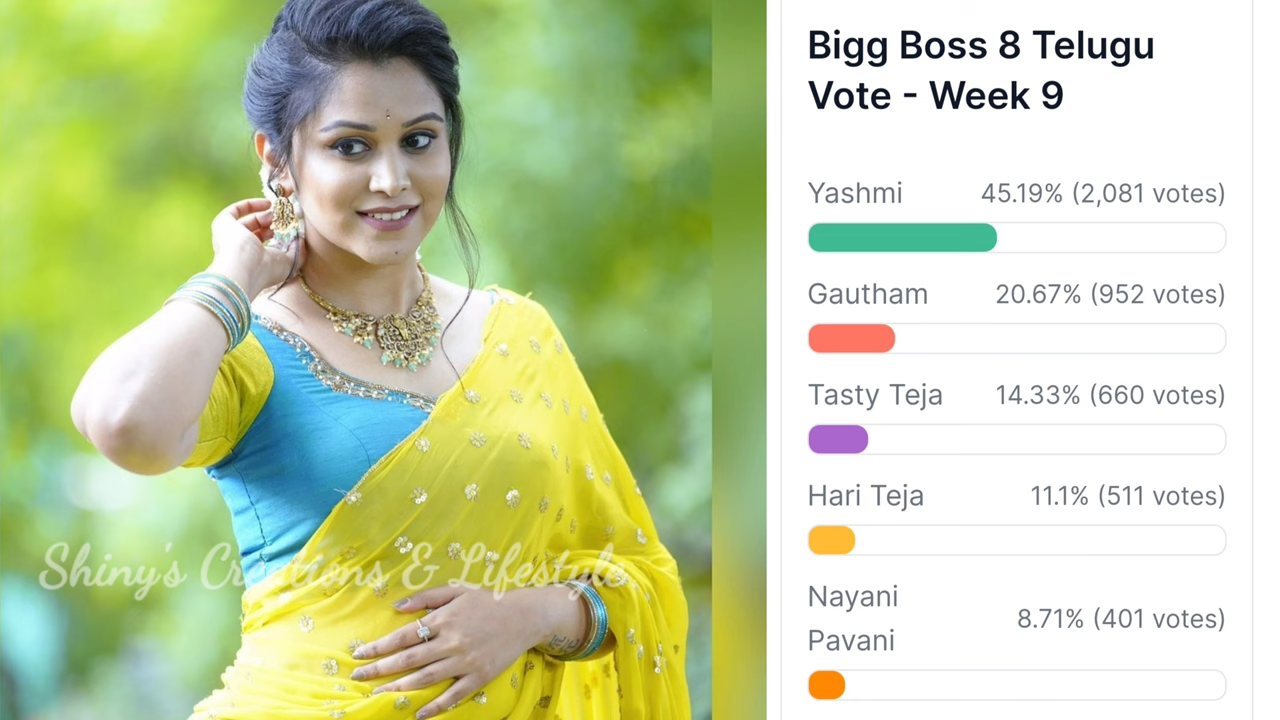 Bigg Boss 8 Telugu
Vote - Week 9
Yashmi 45.19% (2,081 votes)
Gautham 20.67% (952 votes)
Tasty Teja 14.33% (660 votes)
Hari Teja 11.1% (511 votes)
Nayani
Pavani 8.71% (401 votes)
Shiny's Creations & Lifestyle